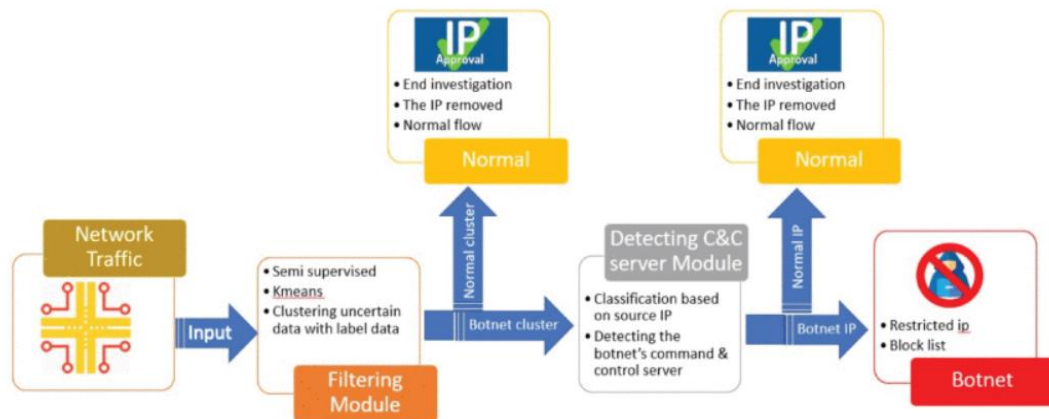 Network
Traffic
Input
• Semi supervised
• Kmeans
• Clustering uncertain
data with label data
Filtering
Module
Normal cluster
Botnet cluster
IP
Approval
• End investigation
• The IP removed
• Normal flow
Normal
Detecting C&C
server Module
• Classification based
on source IP
• Detecting the
botnet's command &
control server
Normal IP
Botnet IP
IP
Approval
• End investigation
• The IP removed
• Normal flow
Normal
• Restricted ip
• Block list
Botnet